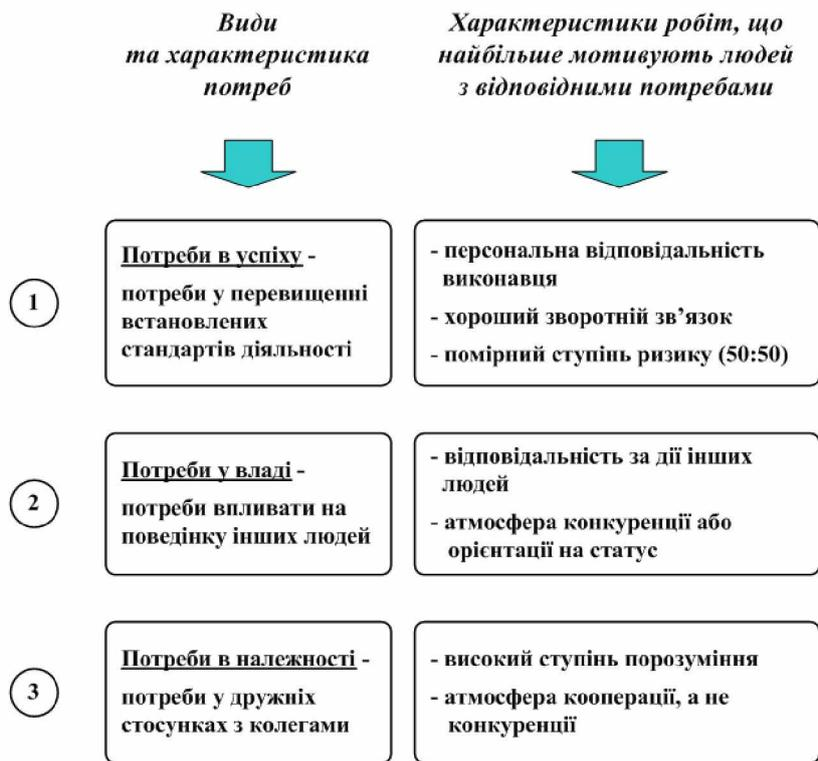 Види
та характеристика
потреб
Характеристики робіт, що
найбільше мотивують людей
з відповідними потребами
1
Потреби в успіху -
потреби у перевищенні
встановлених
стандартів діяльності
- персональна відповідальність
виконавця
- хороший зворотній зв’язок
- помірний ступінь ризику (50:50)
2
Потреби у владі -
потреби впливати на
поведінку інших людей
- відповідальність за дії інших
людей
- атмосфера конкуренції або
орієнтації на статус
3
Потреби в належності -
потреби у дружніх
стосунках з колегами
- високий ступінь порозуміння
- атмосфера кооперації, а не
конкуренції